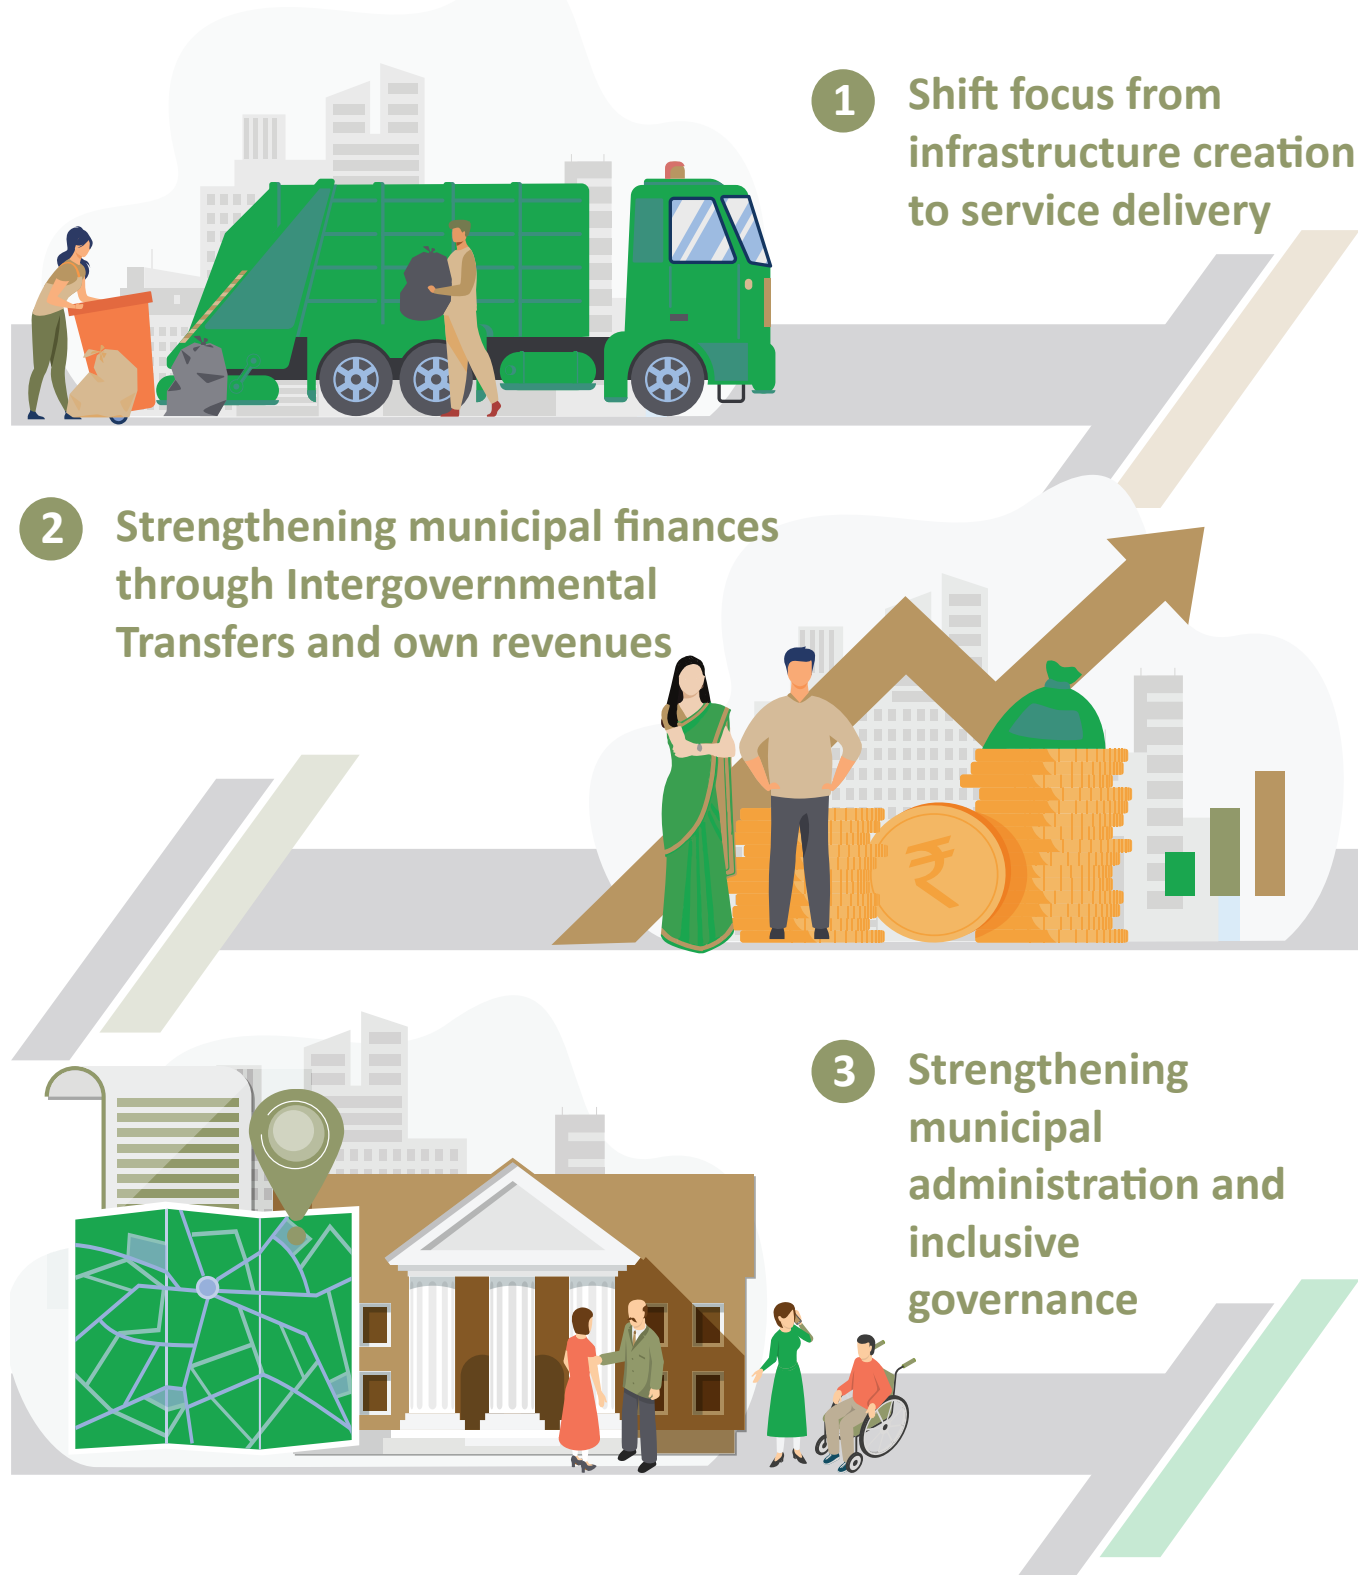 1
Shift focus from
infrastructure creation
to service delivery
2
Strengthening municipal finances
through Intergovernmental
Transfers and own revenues
₹
3
Strengthening
municipal
administration and
inclusive
governance